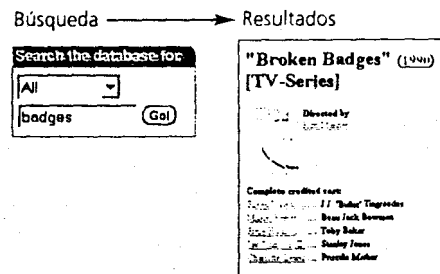 Búsqueda
Resultados
Search the database for
All
badges
Go!
"Broken Badges" (1990)
[TV-Series]
Directed by
Complete credited cast:
J.J. "Bullet" Tingreedes
Beau Jack Bowman
Toby Baker
Stanley Jones
Priscilla Mather